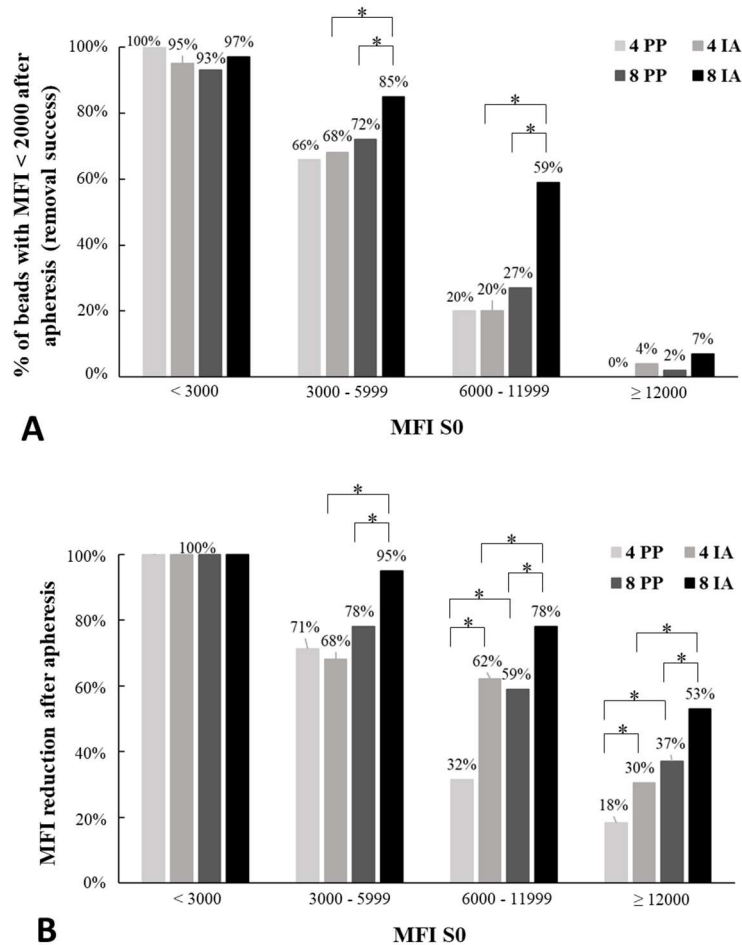 % of beads with MFI < 2000 after
apheresis (removal success)
100%
80%
60%
40%
20%
0%
4 PP 4 IA
8 PP 8 IA
100% 95% 93% 97%
66% 68% 72% 85%
* *
20% 20% 27% 59%
* *
0% 4% 2% 7%
< 3000 3000 - 5999 6000 - 11999 ≥ 12000
MFI S0
A
MFI reduction after apheresis
100%
80%
60%
40%
20%
0%
4 PP 4 IA
8 PP 8 IA
100%
71% 68% 78% 95%
* *
32% 62% 59% 78%
* * * *
18% 30% 37% 53%
* * * *
< 3000 3000 - 5999 6000 - 11999 ≥ 12000
MFI S0
B